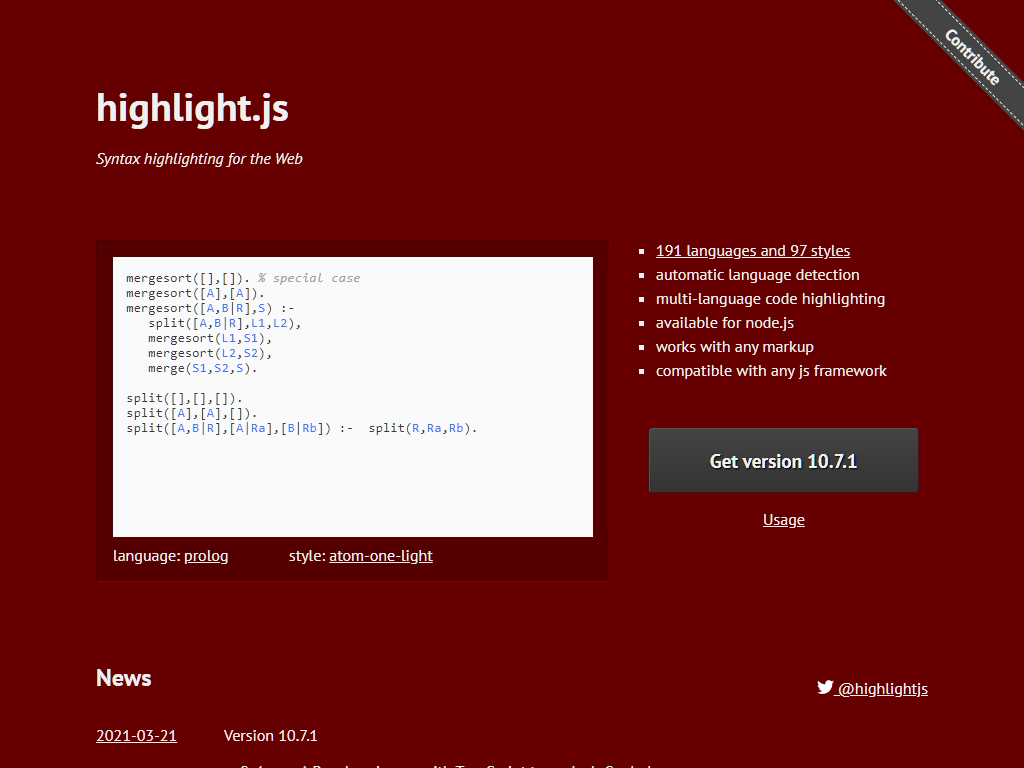 Contribute
highlight.js
Syntax highlighting for the Web
mergesort([],[]). % special case
mergesort([A],[A]).
mergesort([A,B|R],S) :-
   split([A,B|R],L1,L2),
   mergesort(L1,S1),
   mergesort(L2,S2),
   merge(S1,S2,S).
split([],[],[]).
split([A],[A],[]).
split([A,B|R],[A|Ra],[B|Rb]) :-  split(R,Ra,Rb).
language: prolog
style: atom-one-light
191 languages and 97 styles
automatic language detection
multi-language code highlighting
available for node.js
works with any markup
compatible with any js framework
Get version 10.7.1
Usage
News
@highlightjs
2021-03-21
Version 10.7.1